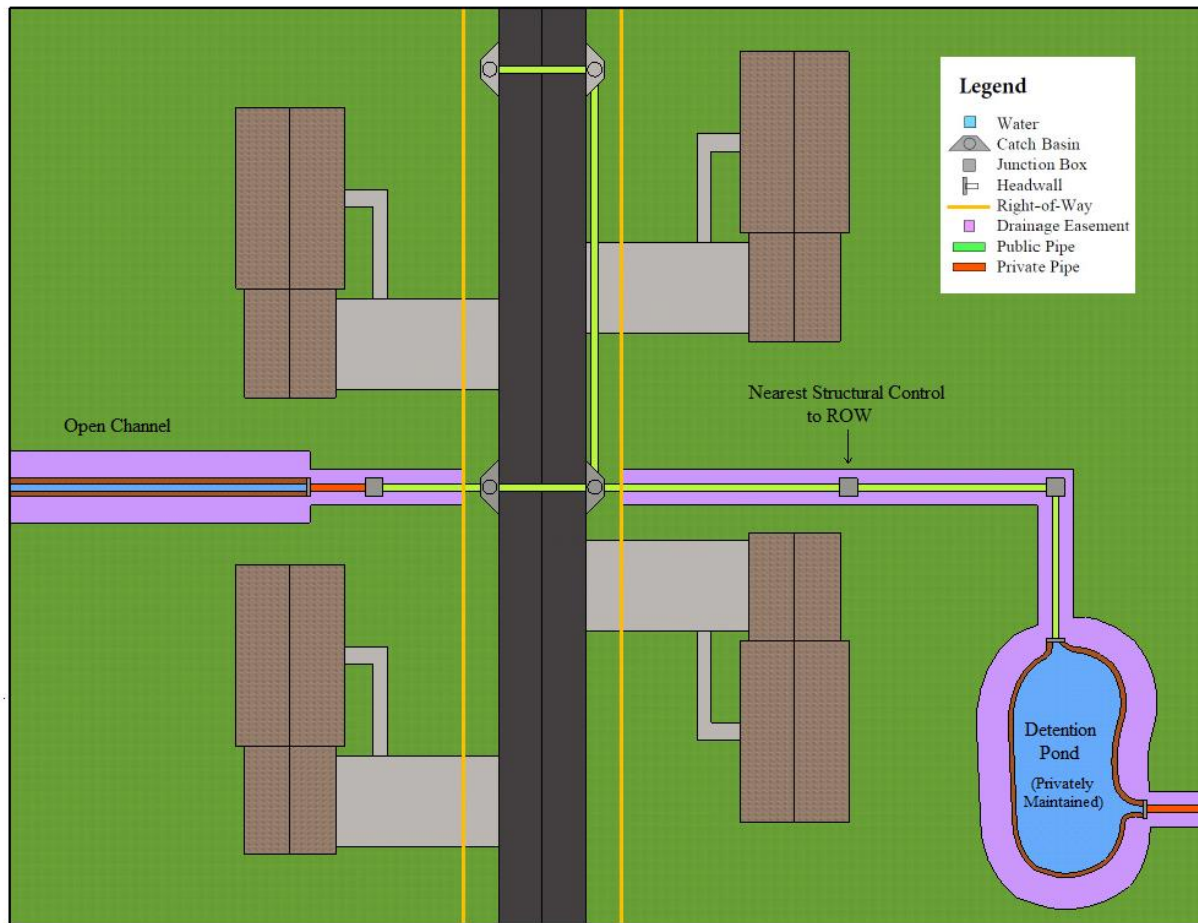 Legend
Water
Catch Basin
Junction Box
Headwall
Right-of-Way
Drainage Easement
Public Pipe
Private Pipe
Nearest Structural Control
to ROW
Open Channel
Detention
Pond
(Privately
Maintained)